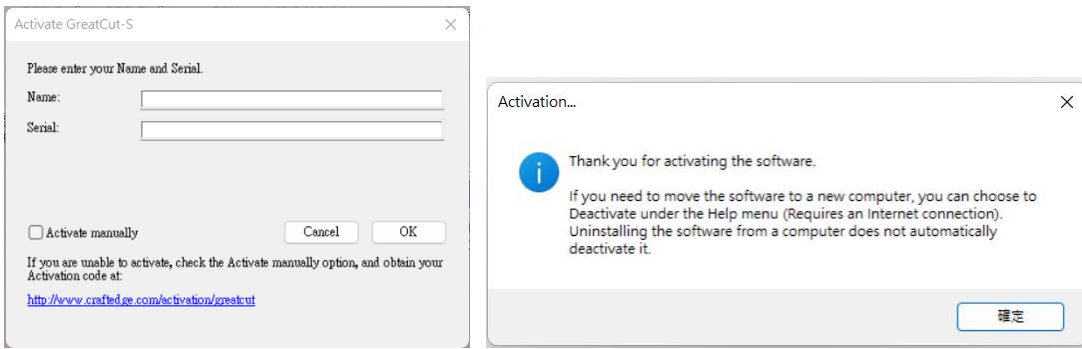 Activate GreatCut-S
Please enter your Name and Serial.
Name:
Serial:
Activate manually
Cancel
OK
If you are unable to activate, check the Activate manually option, and obtain your
Activation code at:
http://www.craftedge.com/activation/greatcut
Activation...
Thank you for activating the software.
If you need to move the software to a new computer, you can choose to
Deactivate under the Help menu (Requires an Internet connection).
Uninstalling the software from a computer does not automatically
deactivate it.
確定